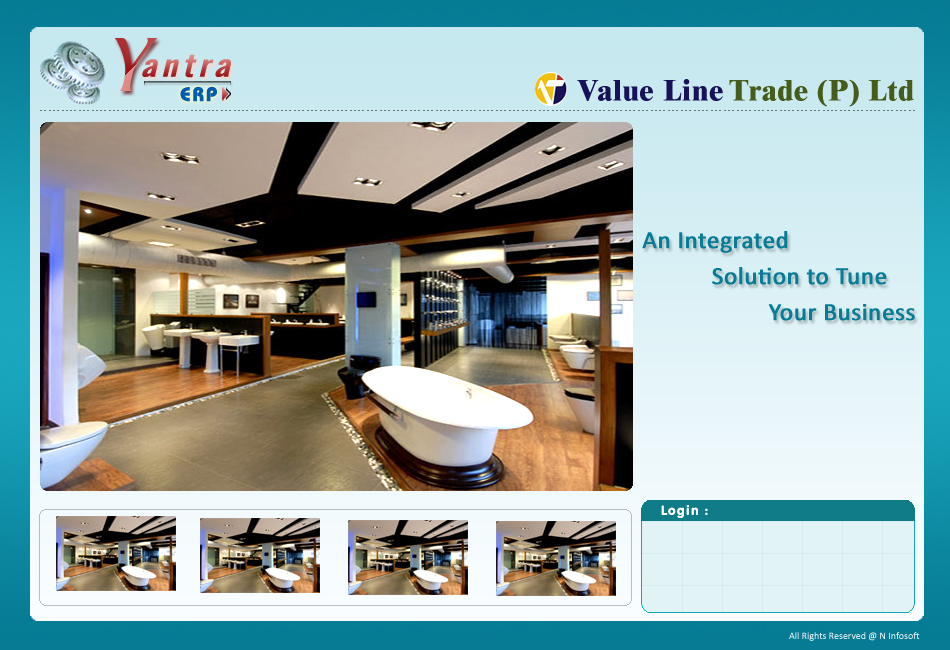 Yantra
ERP
Value Line Trade (P) Ltd
An Integrated
Solution to Tune
Your Business
Login :
All Rights Reserved @ N Infosoft